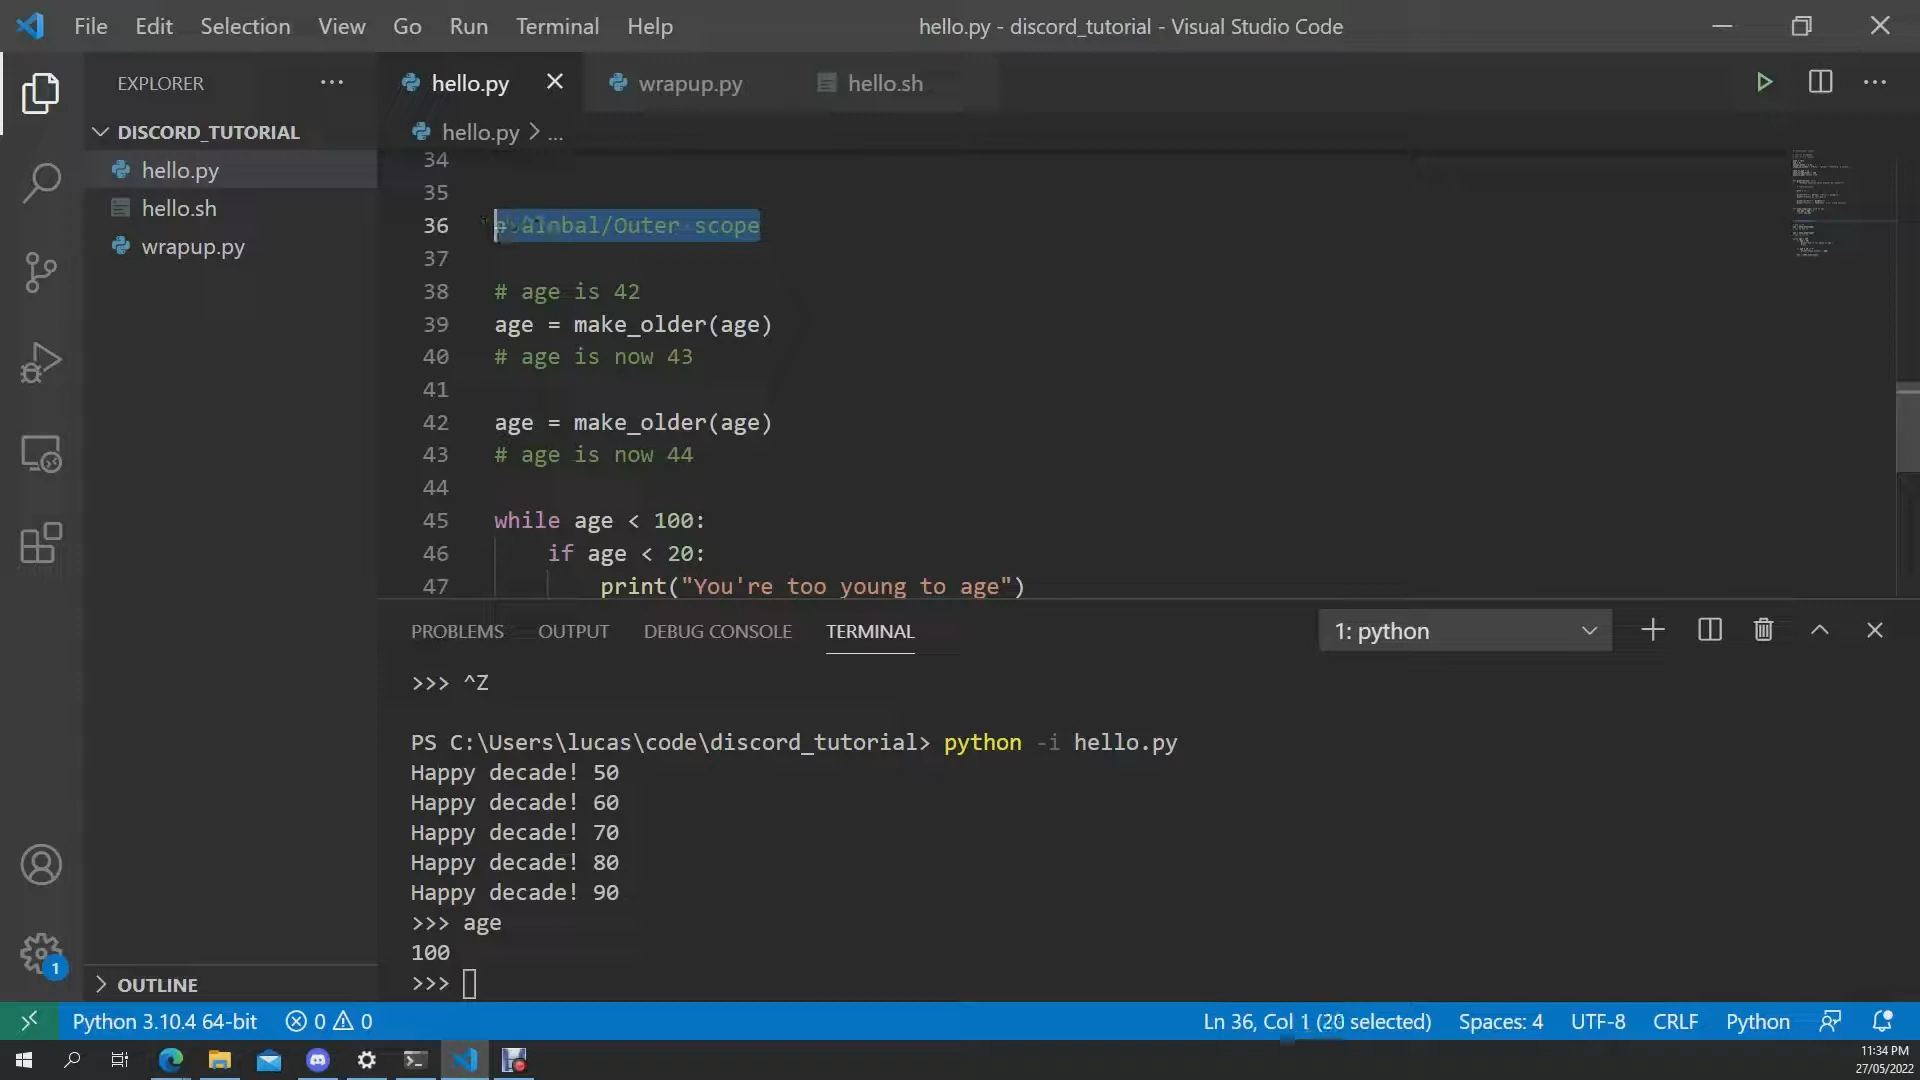 File Edit Selection View Go Run Terminal Help
hello.py - discord_tutorial - Visual Studio Code
EXPLORER
DISCORD_TUTORIAL
hello.py
hello.sh
wrapup.py
OUTLINE
hello.py wrapup.py hello.sh
hello.py > ...
34
35
36 # Global/Outer scope
37
38 # age is 42
39 age = make_older(age)
40 # age is now 43
41
42 age = make_older(age)
43 # age is now 44
44
45 while age < 100:
46 if age < 20:
47 print("You're too young to age")
PROBLEMS OUTPUT DEBUG CONSOLE TERMINAL 1: python
>>> ^Z
PS C:\Users\lucas\code\discord_tutorial> python -i hello.py
Happy decade! 50
Happy decade! 60
Happy decade! 70
Happy decade! 80
Happy decade! 90
>>> age
100
>>>
1
Python 3.10.4 64-bit 0 0 Ln 36, Col 1 (20 selected) Spaces: 4 UTF-8 CRLF Python
11:34 PM
27/05/2022